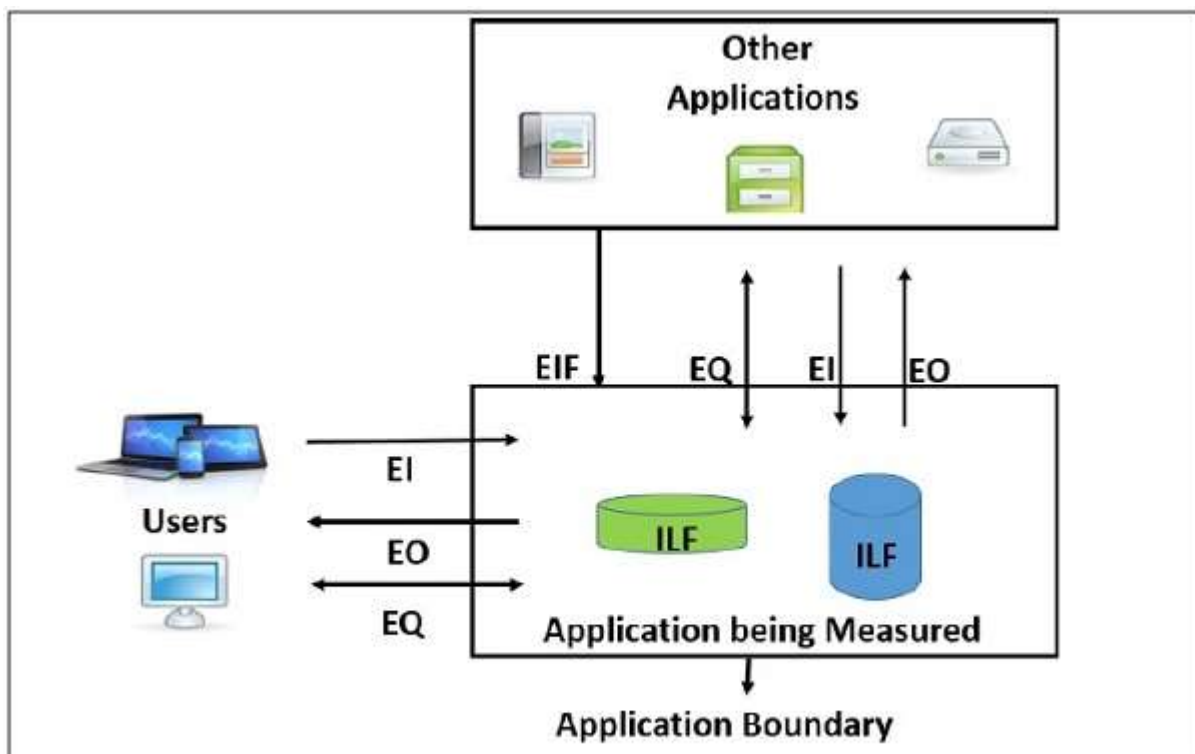 Other
Applications
EIF
EQ
EI
EO
EI
Users
EO
EQ
ILF
ILF
Application being Measured
Application Boundary